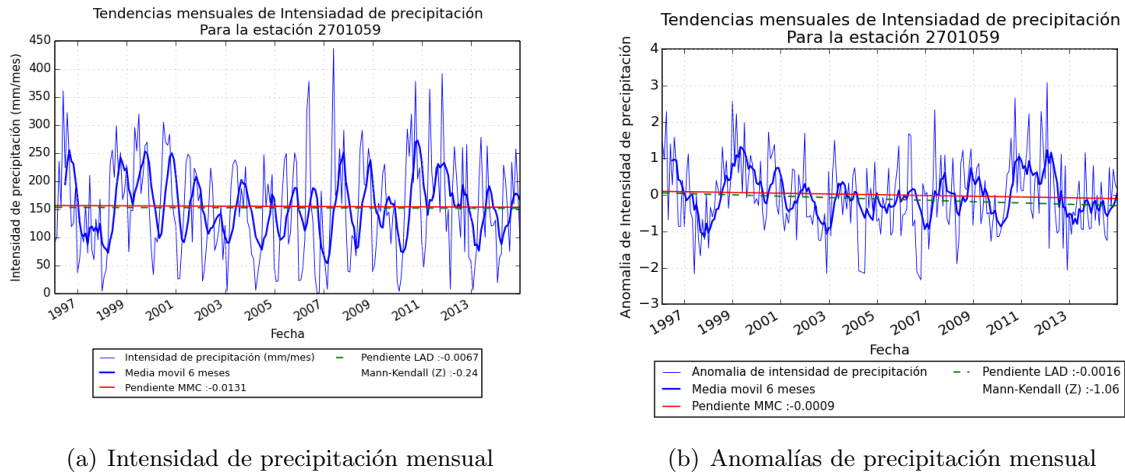 Tendencias mensuales de Intensiadad de precipitación
Para la estación 2701059
Intensidad de precipitación (mm/mes)
450
400
350
300
250
200
150
100
50
0
1997 1999 2001 2003 2005 2007 2009 2011 2013
Fecha
Intensidad de precipitación (mm/mes)
Media movil 6 meses
Pendiente MMC :-0.0131
Pendiente LAD :-0.0067
Mann-Kendall (Z) :-0.24
(a) Intensidad de precipitación mensual
Tendencias mensuales de Intensiadad de precipitación
Para la estación 2701059
Anomalia de Intensidad de precipitación
4
3
2
1
0
−1
−2
−3
1997 1999 2001 2003 2005 2007 2009 2011 2013
Fecha
Anomalia de intensidad de precipitación
Media movil 6 meses
Pendiente MMC :-0.0009
Pendiente LAD :-0.0016
Mann-Kendall (Z) :-1.06
(b) Anomalías de precipitación mensual